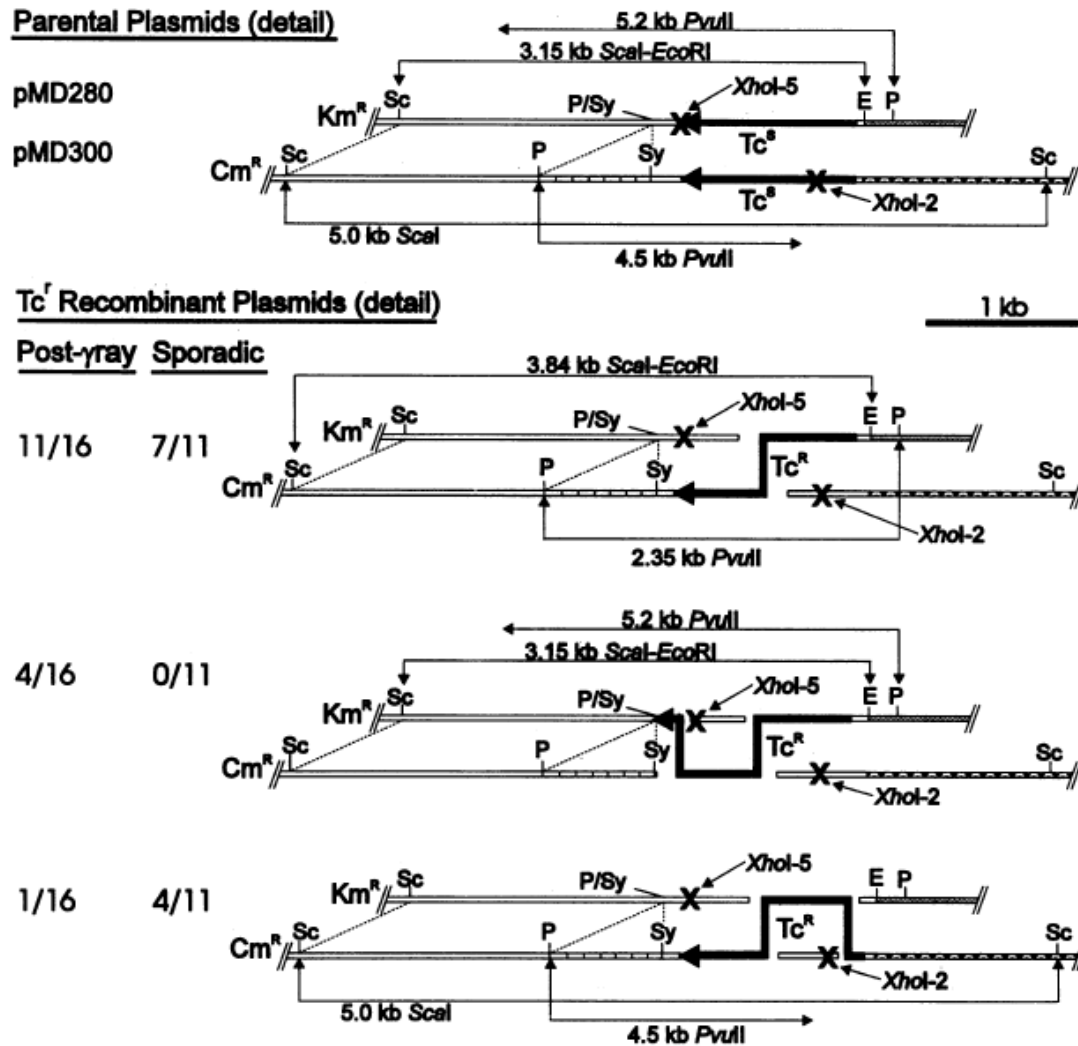 Parental Plasmids (detail)
5.2 kb PvuII
3.15 kb ScaI-EcoRI
pMD280
KmR
Sc
P/Sy
XhoI-5
E
P
Tcs
pMD300
CmR
Sc
P
Sy
Sc
Tcs
XhoI-2
5.0 kb ScaI
4.5 kb PvuII
Tcr Recombinant Plasmids (detail)
1 kb
Post-γray Sporadic
3.84 kb ScaI-EcoRI
11/16 7/11
KmR
Sc
P/Sy
XhoI-5
E
P
CmR
Sc
P
Sy
TcR
Sc
XhoI-2
2.35 kb PvuII
5.2 kb PvuII
3.15 kb ScaI-EcoRI
4/16 0/11
KmR
Sc
P/Sy
XhoI-5
E
P
CmR
Sc
P
Sy
TcR
Sc
XhoI-2
1/16 4/11
KmR
Sc
P/Sy
XhoI-5
E
P
CmR
Sc
P
Sy
TcR
Sc
XhoI-2
5.0 kb ScaI
4.5 kb PvuII